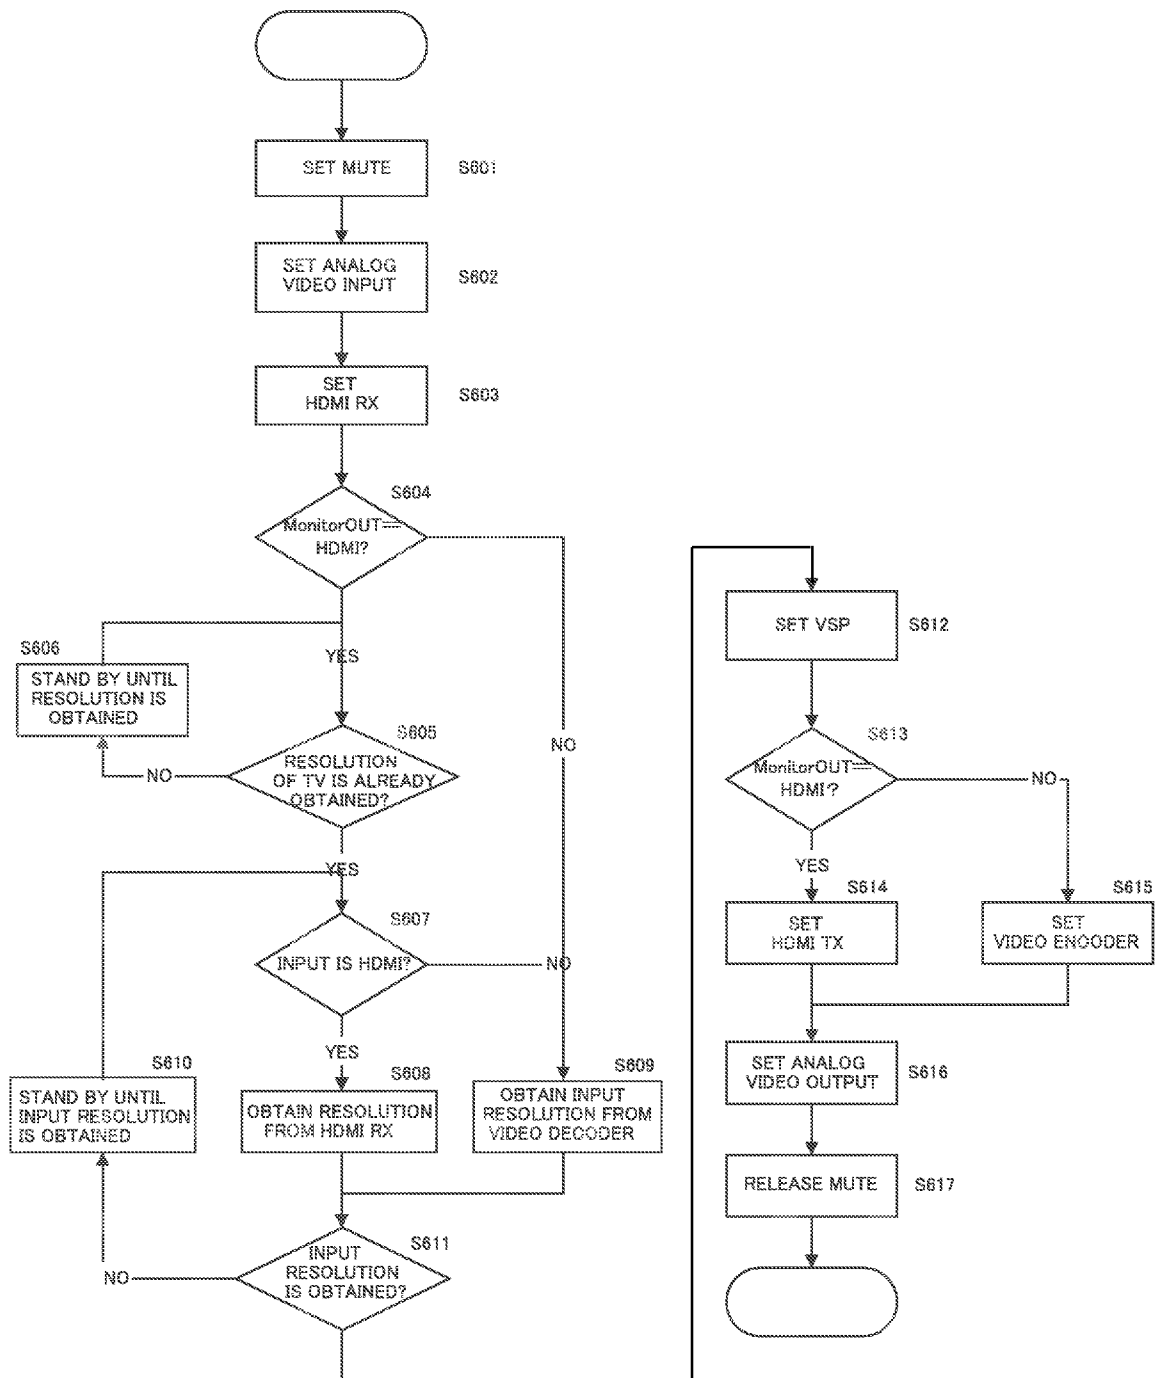 SET MUTE
S601
SET ANALOG
VIDEO INPUT
S602
SET
HDMI RX
S603
S604
MonitorOUT==
HDMI?
YES
NO
S606
STAND BY UNTIL
RESOLUTION IS
OBTAINED
S605
RESOLUTION
OF TV IS ALREADY
OBTAINED?
NO
YES
S607
INPUT IS HDMI?
NO
YES
S610
STAND BY UNTIL
INPUT RESOLUTION
IS OBTAINED
S608
OBTAIN RESOLUTION
FROM HDMI RX
S609
OBTAIN INPUT
RESOLUTION FROM
VIDEO DECODER
S611
INPUT
RESOLUTION
IS OBTAINED?
NO
SET VSP
S612
S613
MonitorOUT==
HDMI?
NO
YES
S614
SET
HDMI TX
S615
SET
VIDEO ENCODER
SET ANALOG
VIDEO OUTPUT
S616
RELEASE MUTE
S617